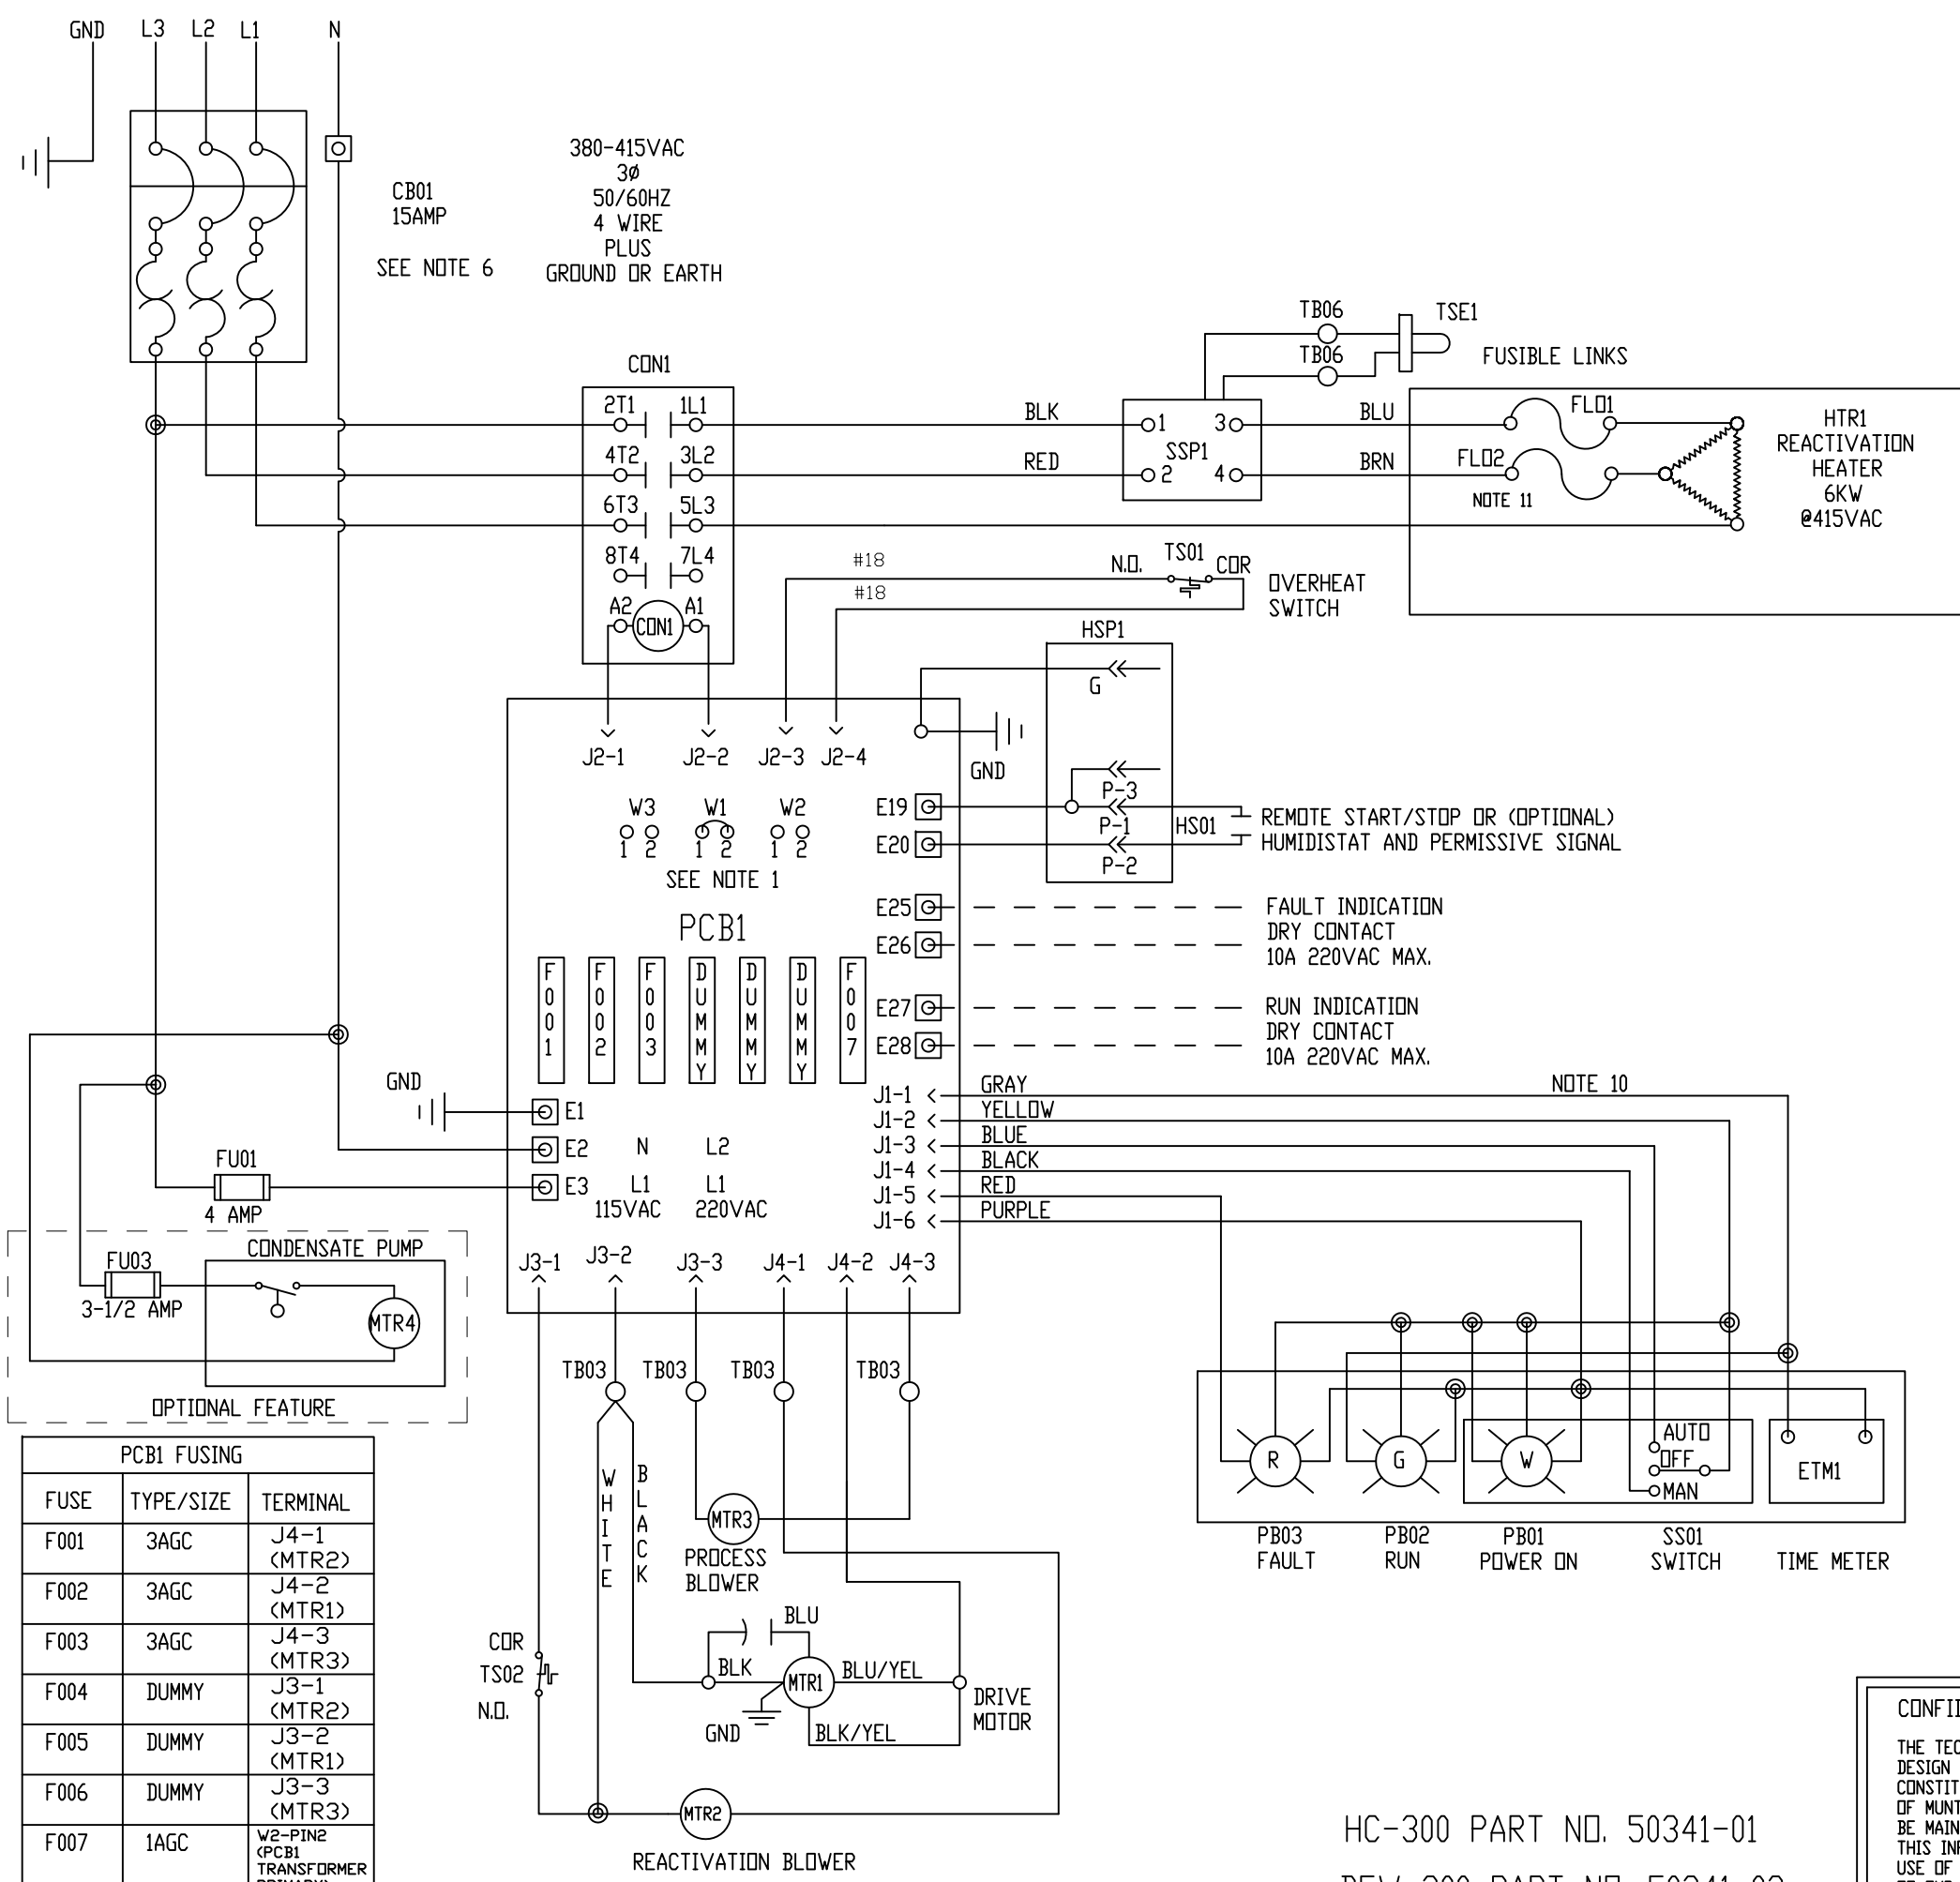 GND L3 L2 L1 N
380-415VAC
3Ø
50/60HZ
4 WIRE
PLUS
GROUND OR EARTH
CB01
15AMP
SEE NOTE 6
CON1
2T1 1L1
4T2 3L2
6T3 5L3
8T4 7L4
A2 CON1 A1
BLK
RED
TB06
TB06
TSE1
FUSIBLE LINKS
1 3
SSP1
2 4
BLU
BRN
FL01
FL02
NOTE 11
HTR1
REACTIVATION
HEATER
6KW
@415VAC
#18
#18
N.O. TS01 COR
OVERHEAT
SWITCH
HSP1
G
P-3
P-1
P-2
HS01
REMOTE START/STOP OR (OPTIONAL)
HUMIDISTAT AND PERMISSIVE SIGNAL
J2-1 J2-2 J2-3 J2-4
GND
W3 W1 W2
1 2 1 2 1 2
SEE NOTE 1
PCB1
F001 F002 F003 DUMMY DUMMY DUMMY F007
E19
E20
E25
E26
E27
E28
FAULT INDICATION
DRY CONTACT
10A 220VAC MAX.
RUN INDICATION
DRY CONTACT
10A 220VAC MAX.
J1-1 GRAY NOTE 10
J1-2 YELLOW
J1-3 BLUE
J1-4 BLACK
J1-5 RED
J1-6 PURPLE
GND
E1
E2 N L2
E3 L1 L1
115VAC 220VAC
FU01
4 AMP
CONDENSATE PUMP
FU03
3-1/2 AMP
MTR4
OPTIONAL FEATURE
J3-1 J3-2 J3-3 J4-1 J4-2 J4-3
TB03 TB03 TB03 TB03
WHITE
BLACK
MTR3
PROCESS
BLOWER
BLU
BLK
MTR1
BLU/YEL
BLK/YEL
GND
DRIVE
MOTOR
COR
TS02
N.O.
MTR2
REACTIVATION BLOWER
R G W
AUTO
OFF
MAN
ETM1
PB03
FAULT
PB02
RUN
PB01
POWER ON
SS01
SWITCH
TIME METER
PCB1 FUSING
FUSE TYPE/SIZE TERMINAL
F001 3AGC J4-1
(MTR2)
F002 3AGC J4-2
(MTR1)
F003 3AGC J4-3
(MTR3)
F004 DUMMY J3-1
(MTR2)
F005 DUMMY J3-2
(MTR1)
F006 DUMMY J3-3
(MTR3)
F007 1AGC W2-PIN2
(PCB1
TRANSFORMER
HC-300 PART NO. 50341-01
THE
DESIGN
OF
BE
USE OF